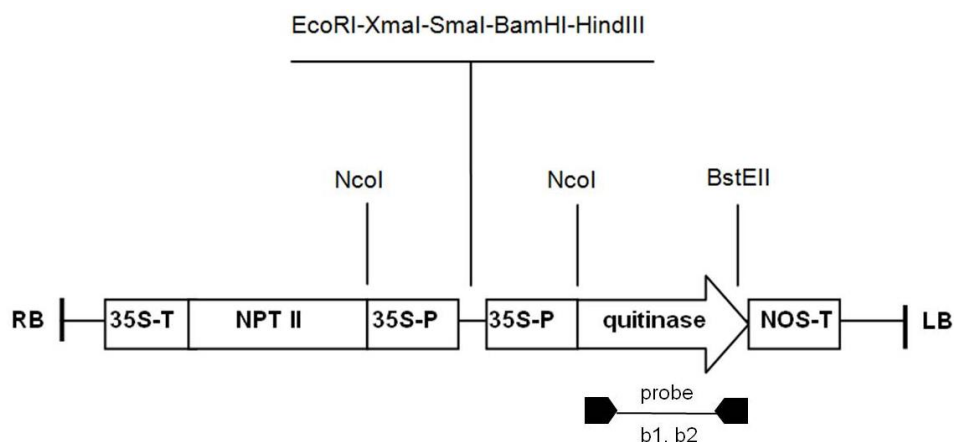 EcoRI-XmaI-SmaI-BamHI-HindIII
NcoI NcoI BstEII
RB 35S-T NPT II 35S-P 35S-P quitinase NOS-T LB
probe
b1, b2